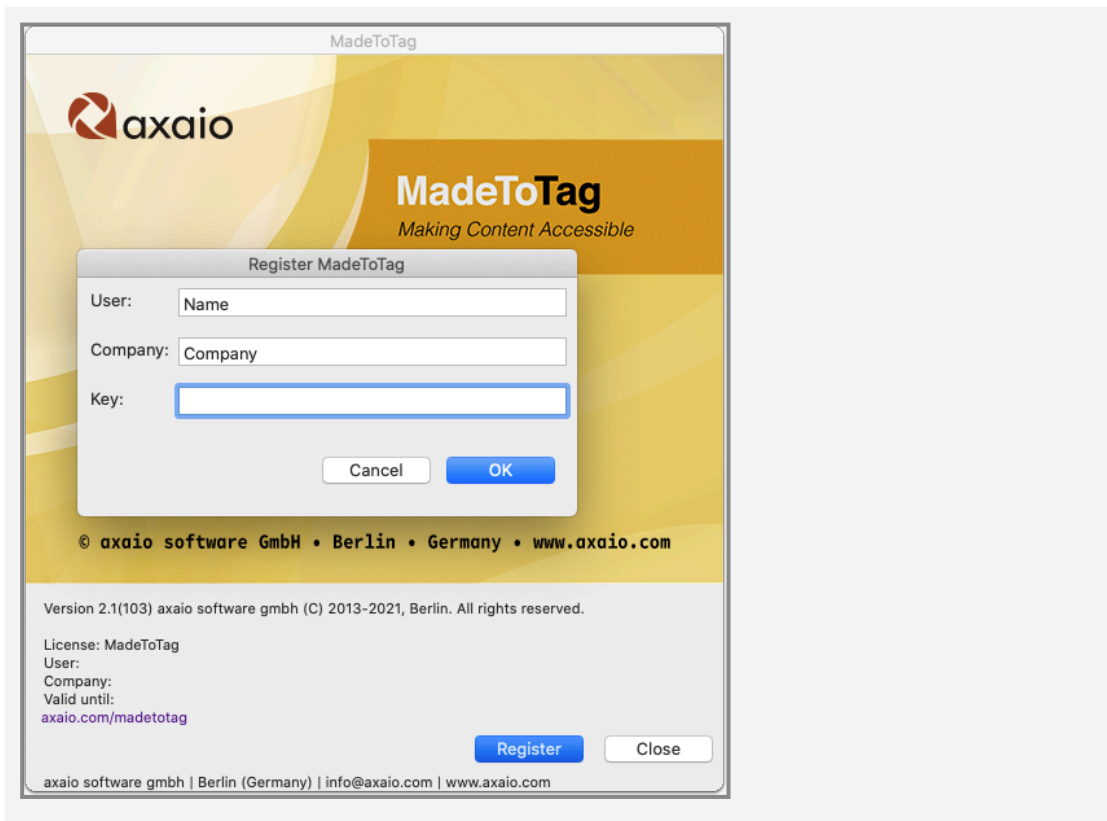 MadeToTag
axaio
MadeToTag
Making Content Accessible
Register MadeToTag
User: Name
Company: Company
Key:
Cancel OK
© axaio software GmbH • Berlin • Germany • www.axaio.com
Version 2.1(103) axaio software gmbh (C) 2013-2021, Berlin. All rights reserved.
License: MadeToTag
User:
Company:
Valid until:
axaio.com/madetotag
Register Close
axaio software gmbh | Berlin (Germany) | info@axaio.com | www.axaio.com